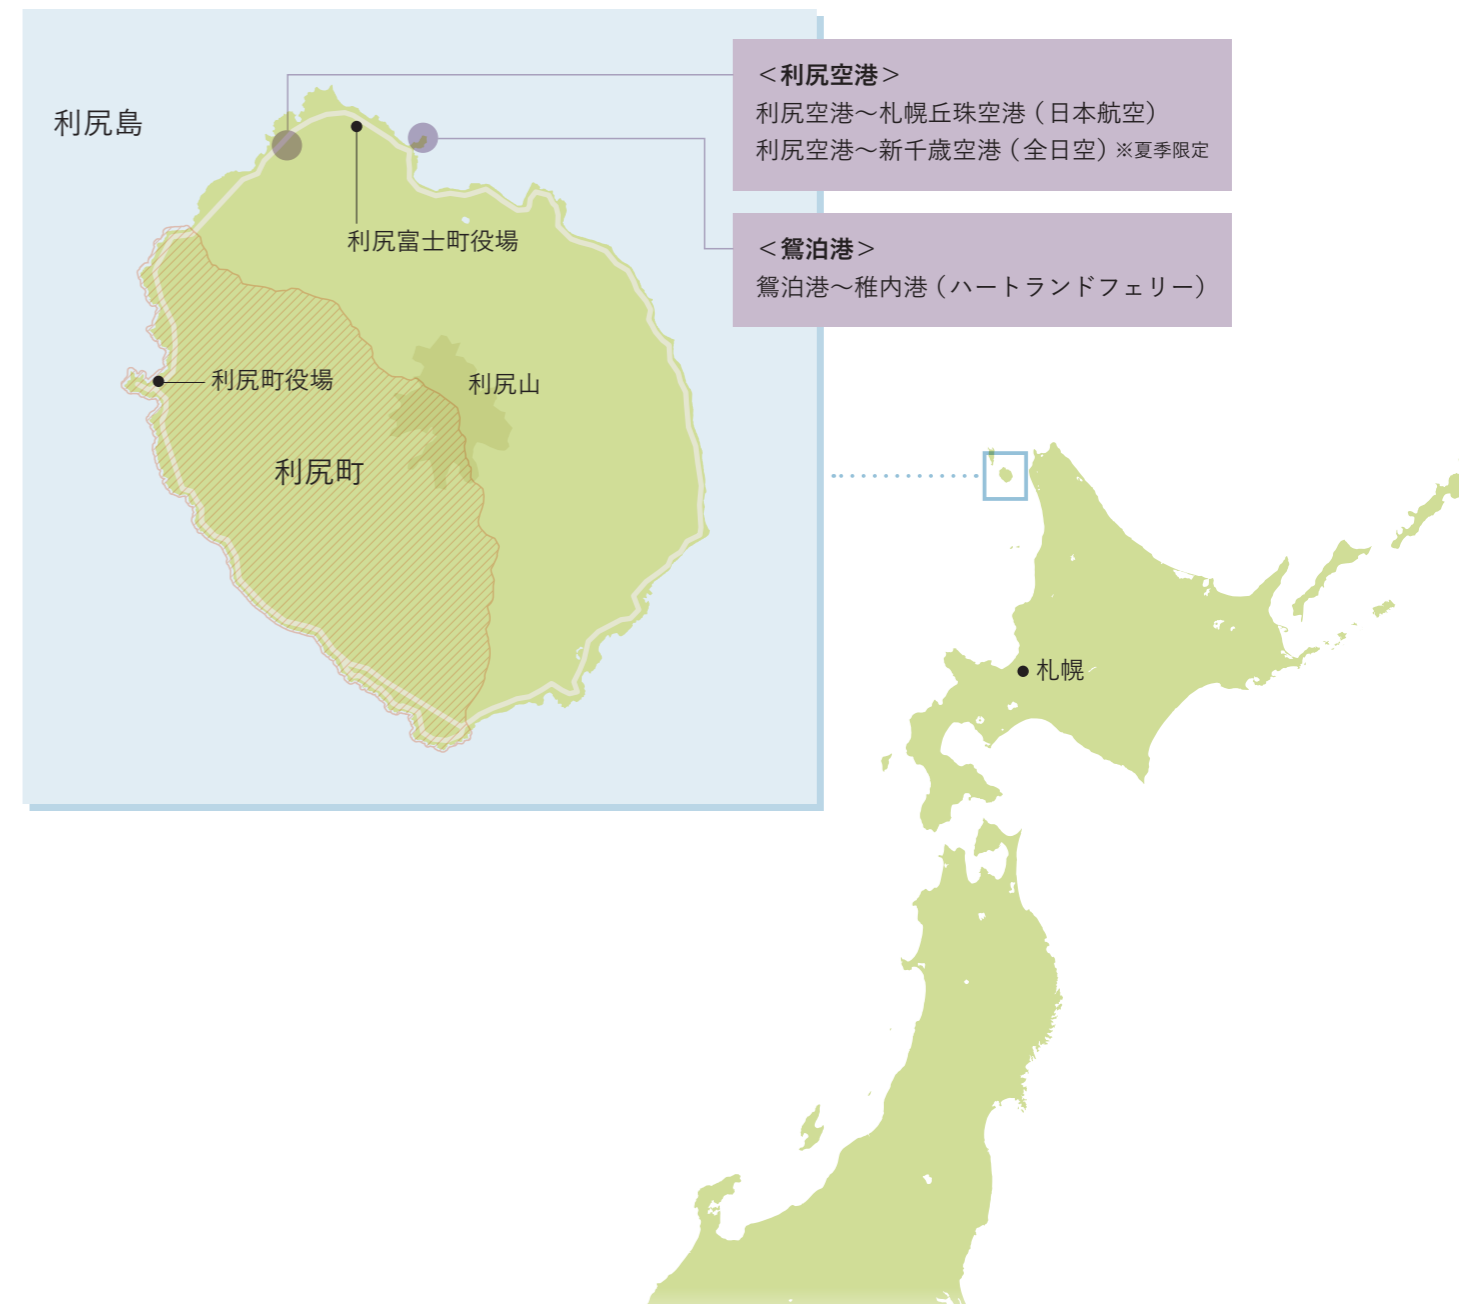 利尻島
<利尻空港>
利尻空港〜札幌丘珠空港（日本航空）
利尻空港〜新千歳空港（全日空）※夏季限定
<鴛泊港>
鴛泊港〜稚内港（ハートランドフェリー）
利尻富士町役場
利尻町役場
利尻山
利尻町
札幌